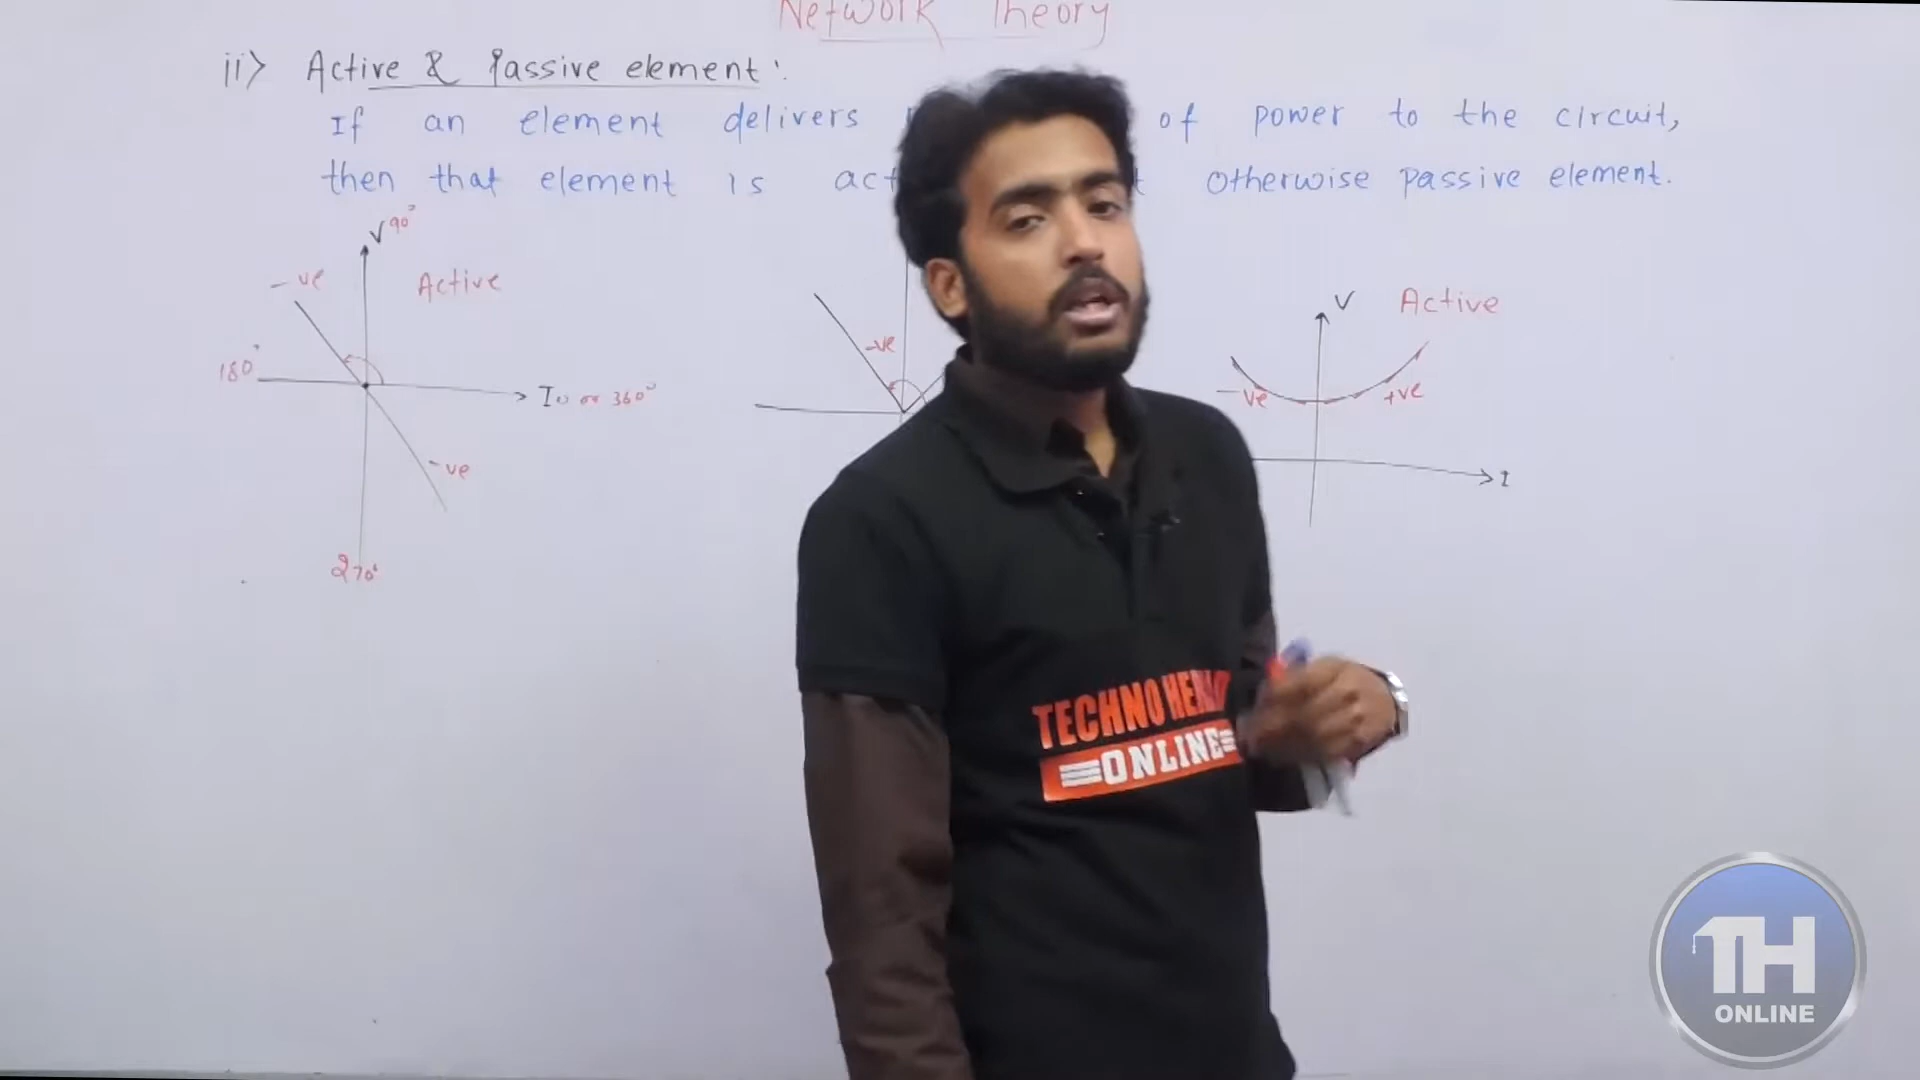 Network Theory
ii> Active & Passive element:
If an element delivers of power to the circuit,
then that element is otherwise passive element.
V 90°
-ve
Active
180°
I 0 or 360°
-ve
270°
-ve
V
Active
-ve
+ve
I
TECHNO HERALD
ONLINE
TH
ONLINE